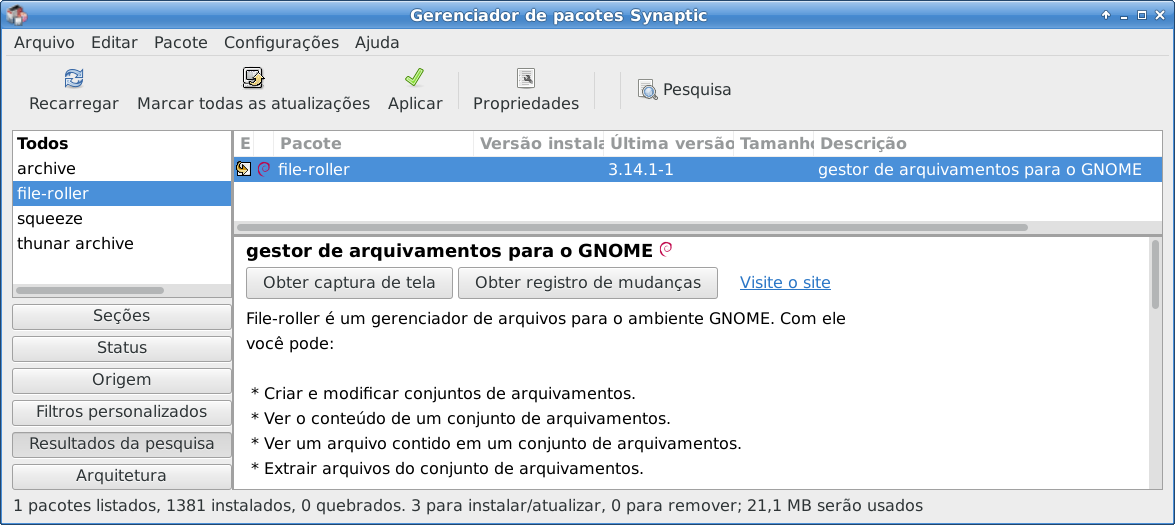 Gerenciador de pacotes Synaptic
Arquivo Editar Pacote Configurações Ajuda
Recarregar Marcar todas as atualizações Aplicar Propriedades Pesquisa
Todos
archive
file-roller
squeeze
thunar archive
Seções
Status
Origem
Filtros personalizados
Resultados da pesquisa
Arquitetura
E Pacote Versão instala Última versão Tamanho Descrição
file-roller 3.14.1-1 gestor de arquivamentos para o GNOME
gestor de arquivamentos para o GNOME
Obter captura de tela Obter registro de mudanças Visite o site
File-roller é um gerenciador de arquivos para o ambiente GNOME. Com ele
você pode:
* Criar e modificar conjuntos de arquivamentos.
* Ver o conteúdo de um conjunto de arquivamentos.
* Ver um arquivo contido em um conjunto de arquivamentos.
* Extrair arquivos do conjunto de arquivamentos.
1 pacotes listados, 1381 instalados, 0 quebrados. 3 para instalar/atualizar, 0 para remover; 21,1 MB serão usados